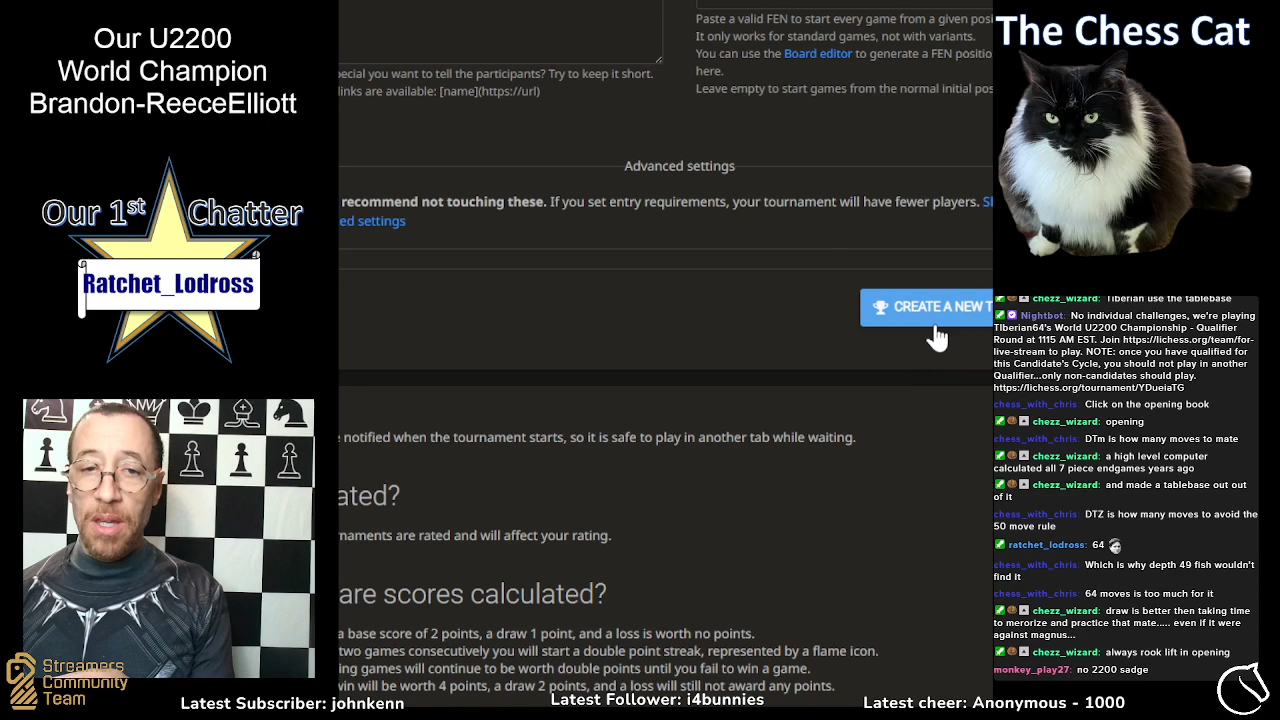 Our U2200
World Champion
Brandon-ReeceElliott
Our 1st Chatter
Ratchet_Lodross
Streamers
Community
Team
Paste a valid FEN to start every game from a given posi
It only works for standard games, not with variants.
You can use the Board editor to generate a FEN positio
here.
Leave empty to start games from the normal initial pos
pecial you want to tell the participants? Try to keep it short.
links are available: [name](https://url)
Advanced settings
recommend not touching these. If you set entry requirements, your tournament will have fewer players.
ed settings
CREATE A NEW T
e notified when the tournament starts, so it is safe to play in another tab while waiting.
ated?
rnaments are rated and will affect your rating.
are scores calculated?
a base score of 2 points, a draw 1 point, and a loss is worth no points.
two games consecutively you will start a double point streak, represented by a flame icon.
ing games will continue to be worth double points until you fail to win a game.
win will be worth 4 points, a draw 2 points, and a loss will still not award any points.
The Chess Cat
chezz_wizard: Tiberian use the tablebase
Nightbot: No individual challenges, we're playing
TIberian64's World U2200 Championship - Qualifier
Round at 1115 AM EST. Join https://lichess.org/team/for-
live-stream to play. NOTE: once you have qualified for
this Candidate's Cycle, you should not play in another
Qualifier...only non-candidates should play.
https://lichess.org/tournament/YDueiaTG
chess_with_chris: Click on the opening book
chezz_wizard: opening
chess_with_chris: DTm is how many moves to mate
chezz_wizard: a high level computer
calculated all 7 piece endgames years ago
chezz_wizard: and made a tablebase out out
of it
chess_with_chris: DTZ is how many moves to avoid the
50 move rule
ratchet_lodross: 64
chess_with_chris: Which is why depth 49 fish wouldn't
find it
chess_with_chris: 64 moves is too much for it
chezz_wizard: draw is better then taking time
to merorize and practice that mate..... even if it were
against magnus...
chezz_wizard: always rook lift in opening
monkey_play27: no 2200 sadge
Latest Subscriber: johnkenn
Latest Follower: i4bunnies
Latest cheer: Anonymous - 1000